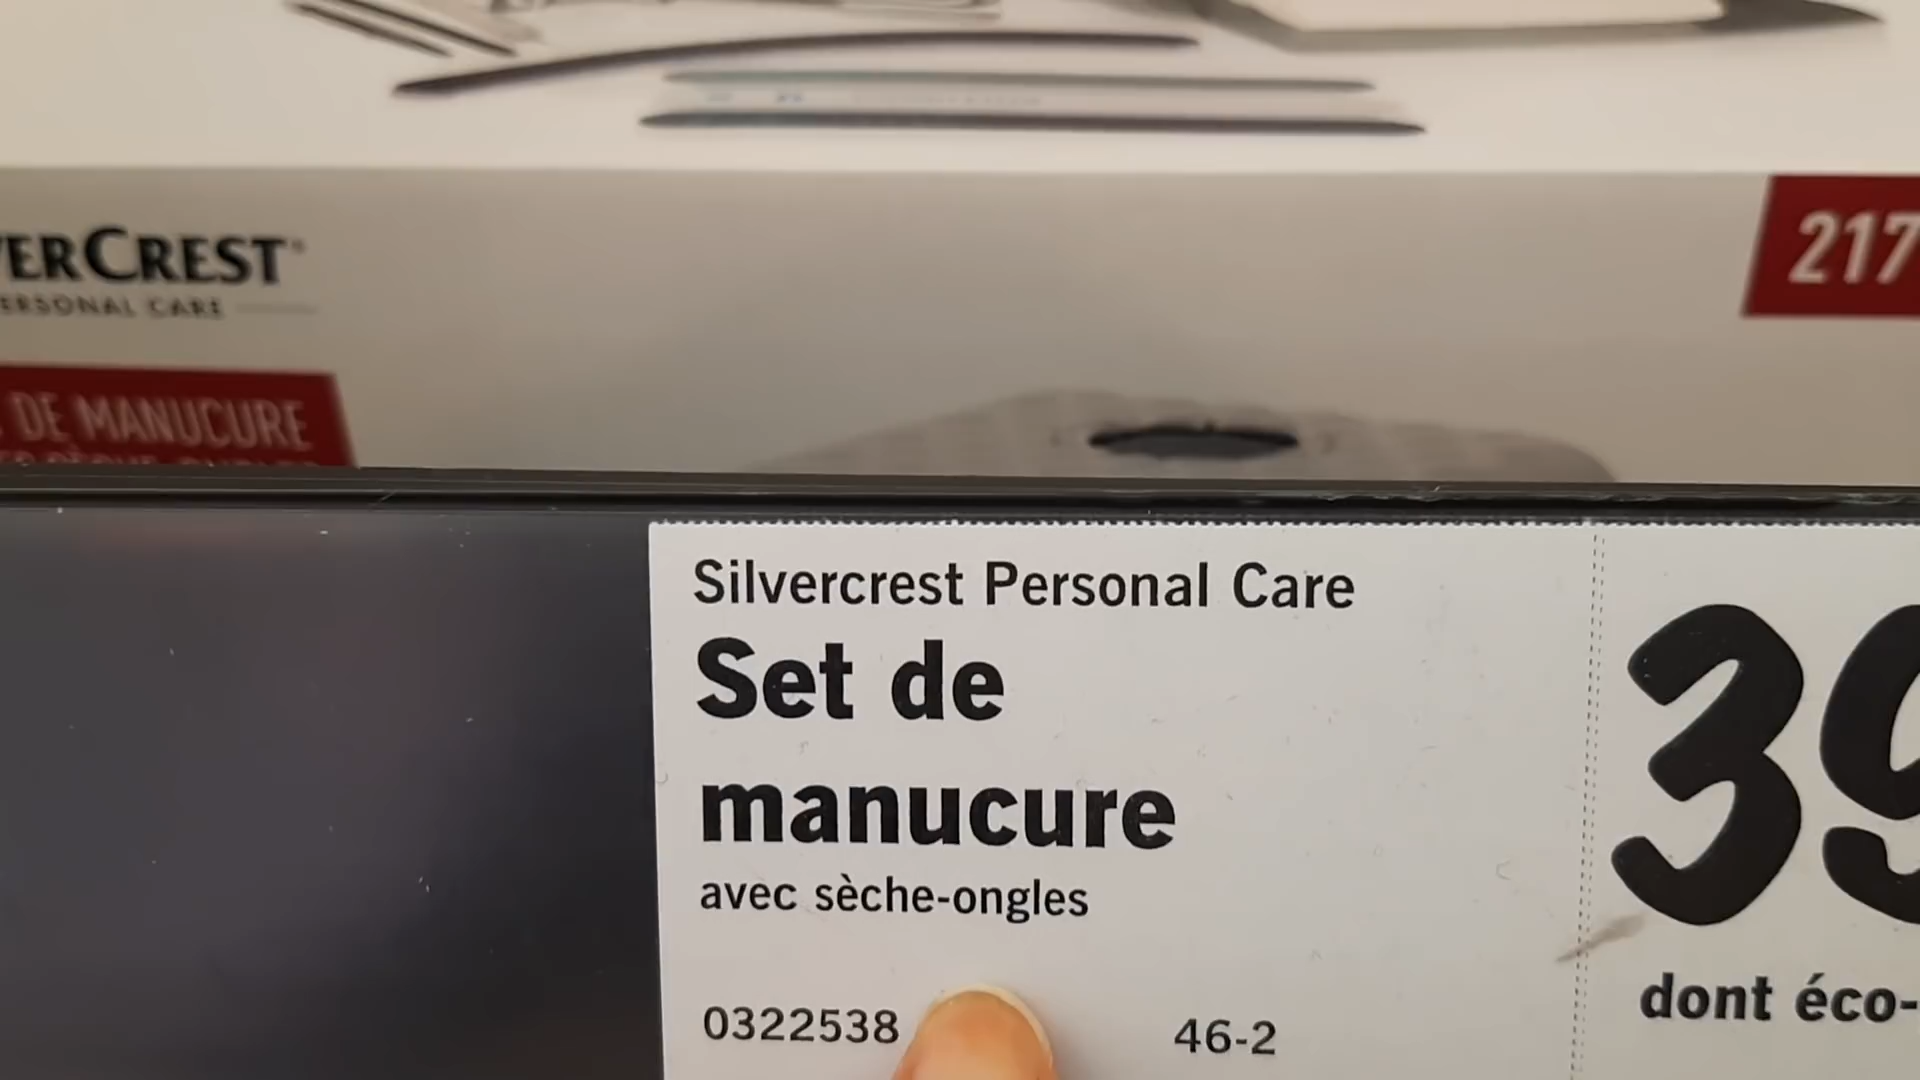 VERCREST®
PERSONAL CARE
217
DE MANUCURE
Silvercrest Personal Care
Set de
manucure
avec sèche-ongles
0322538
46-2
39
dont éco-